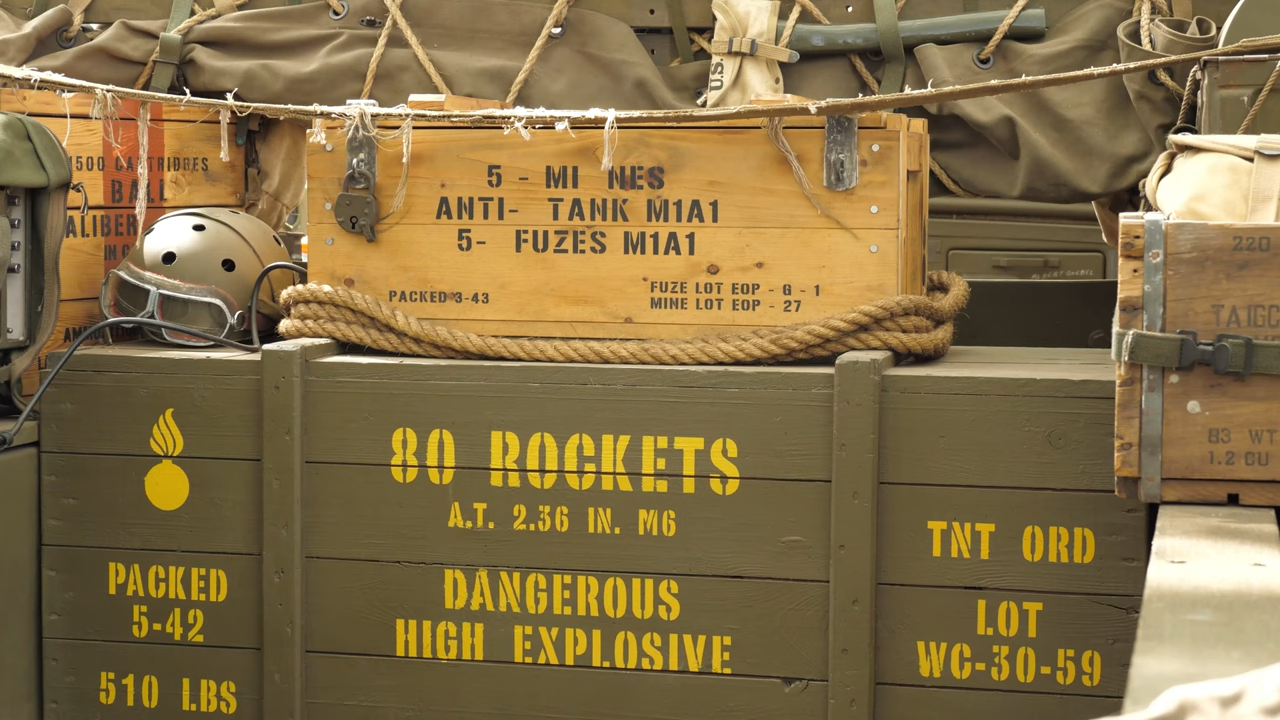 U.S.
1500 CARTRIDGES
BALL
CALIBER
IN C
5 - MI NES
ANTI- TANK M1A1
5- FUZES M1A1
PACKED 3-43
FUZE LOT EOP - G - 1
MINE LOT EOP - 27
220
83 WT
1.2 CU
80 ROCKETS
A.T. 2.36 IN. M6
DANGEROUS
HIGH EXPLOSIVE
PACKED
5-42
510 LBS
TNT ORD
LOT
WC-30-59